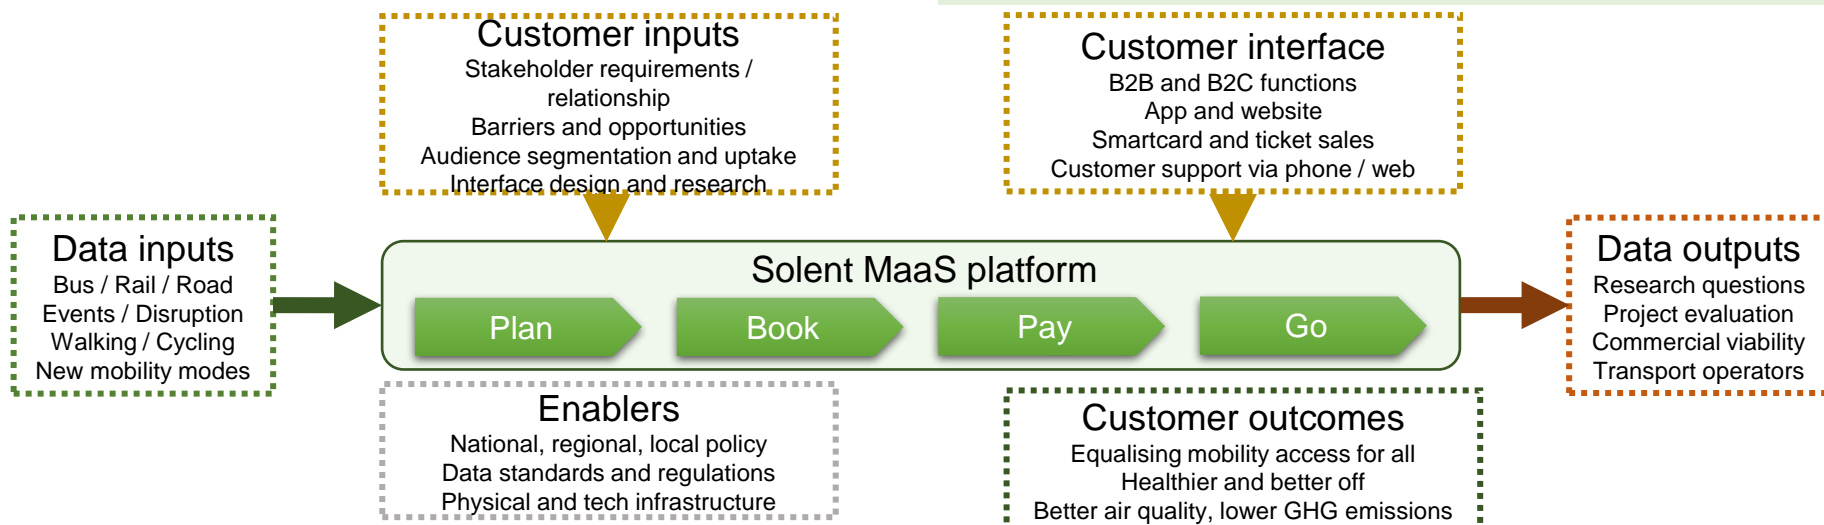 Customer inputs
Stakeholder requirements /
relationship
Barriers and opportunities
Audience segmentation and uptake
Interface design and research
Customer interface
B2B and B2C functions
App and website
Smartcard and ticket sales
Customer support via phone / web
Data inputs
Bus / Rail / Road
Events / Disruption
Walking / Cycling
New mobility modes
Solent MaaS platform
Plan
Book
Pay
Go
Data outputs
Research questions
Project evaluation
Commercial viability
Transport operators
Enablers
National, regional, local policy
Data standards and regulations
Physical and tech infrastructure
Customer outcomes
Equalising mobility access for all
Healthier and better off
Better air quality, lower GHG emissions